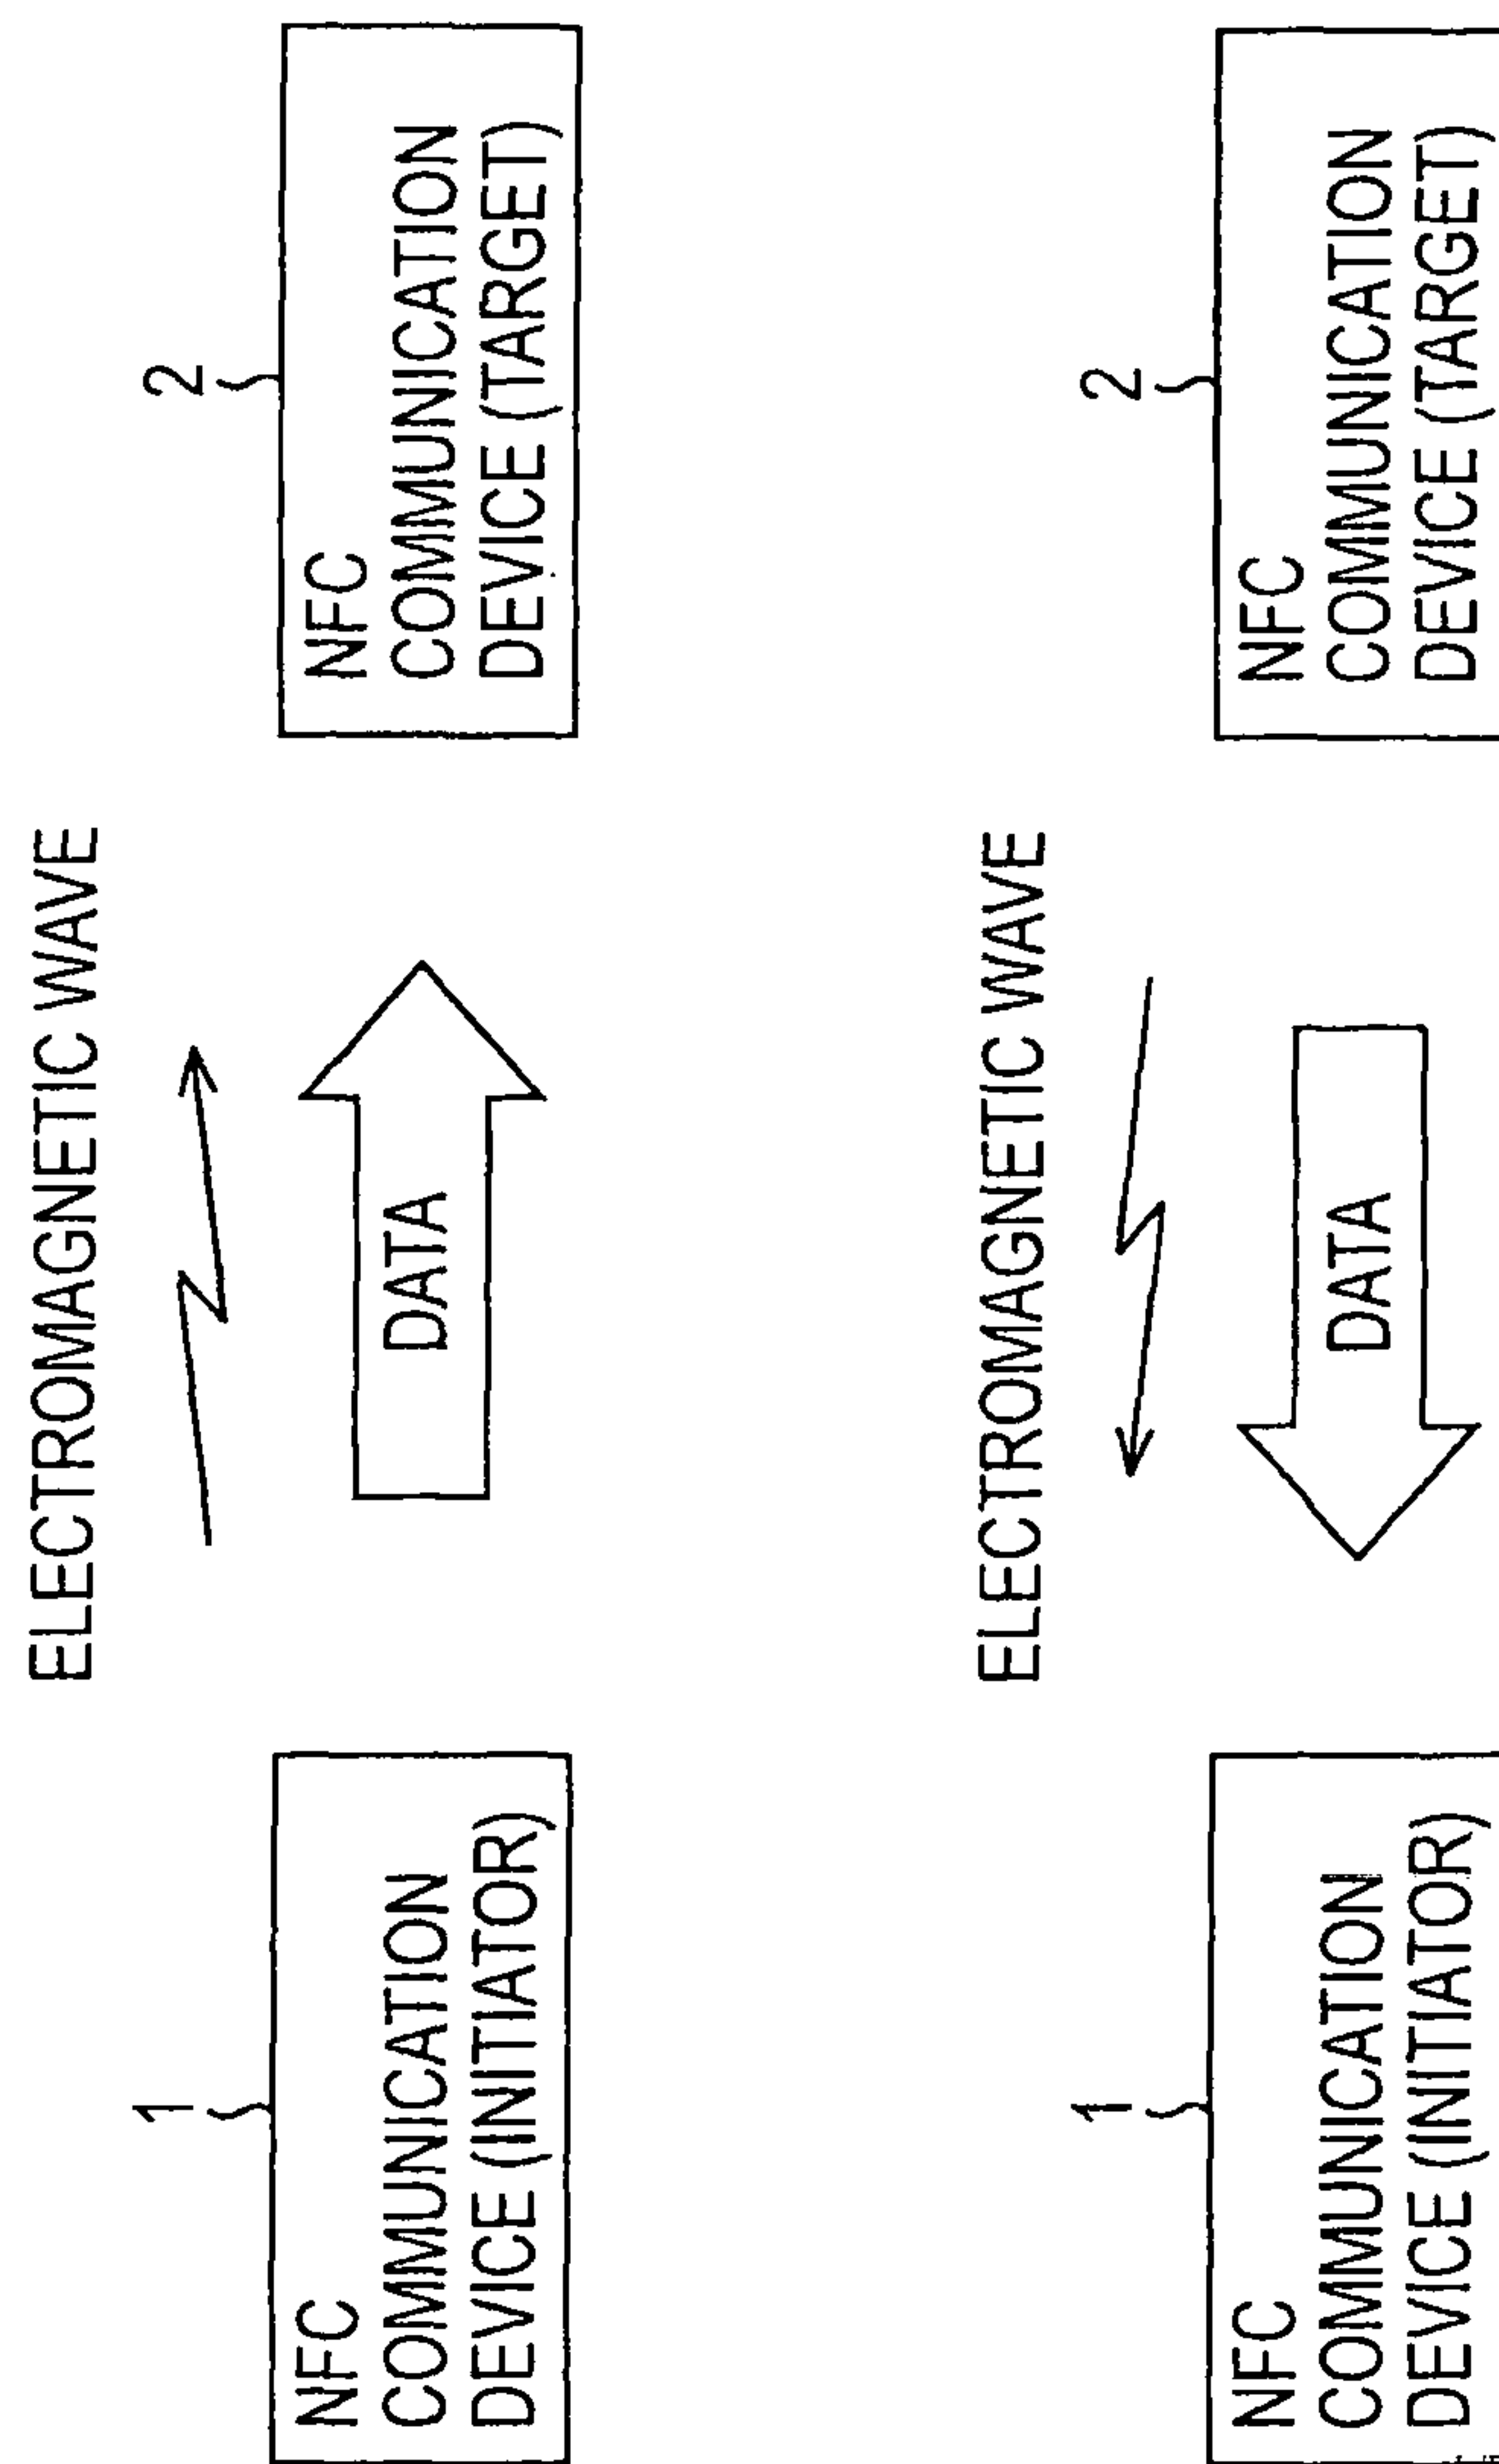 ELECTROMAGNETIC WAVE
1
2
NFC
COMMUNICATION
DEVICE (INITIATOR)
DATA
NFC
COMMUNICATION
DEVICE (TARGET)
ELECTROMAGNETIC WAVE
1
2
NFC
COMMUNICATION
DEVICE (INITIATOR)
DATA
NFC
COMMUNICATION
DEVICE (TARGET)